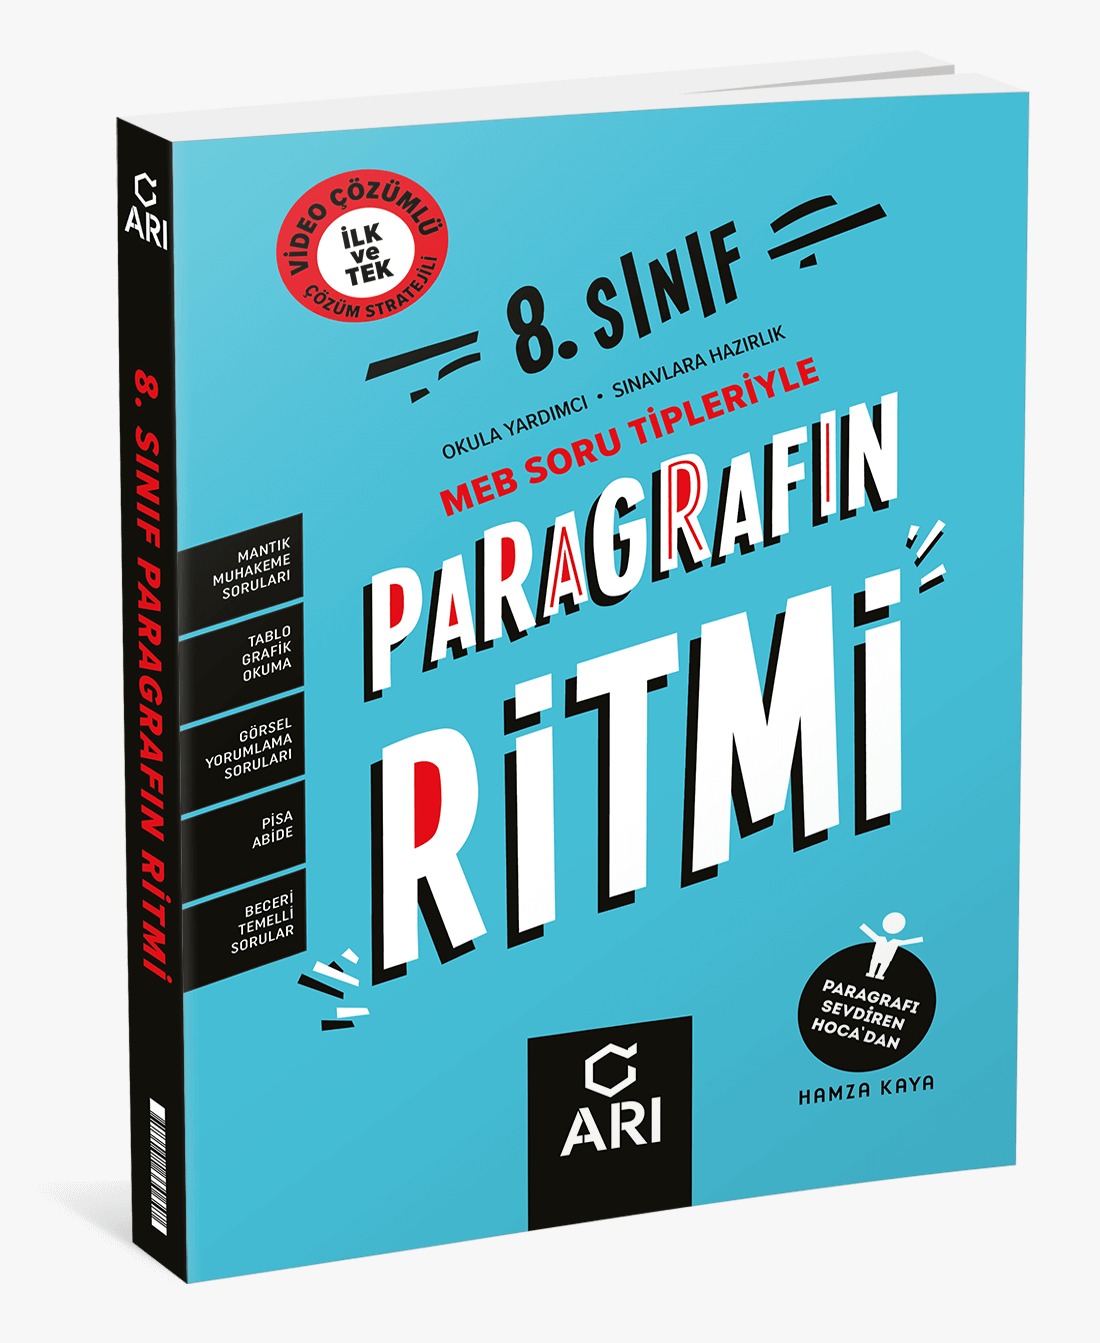 ARI
8. SINIF PARAGRAFIN RİTMİ
VİDEO ÇÖZÜMLÜ
İLK
ve
TEK
ÇÖZÜM STRATEJİLİ
8. SINIF
OKULA YARDIMCI • SINAVLARA HAZIRLIK
MEB SORU TİPLERİYLE
PARAGRAFIN
RİTMİ
MANTIK
MUHAKEME
SORULARI
TABLO
GRAFİK
OKUMA
GÖRSEL
YORUMLAMA
SORULARI
PİSA
ABİDE
BECERİ
TEMELLİ
SORULAR
PARAGRAFI
SEVDİREN
HOCA'DAN
HAMZA KAYA
ARI